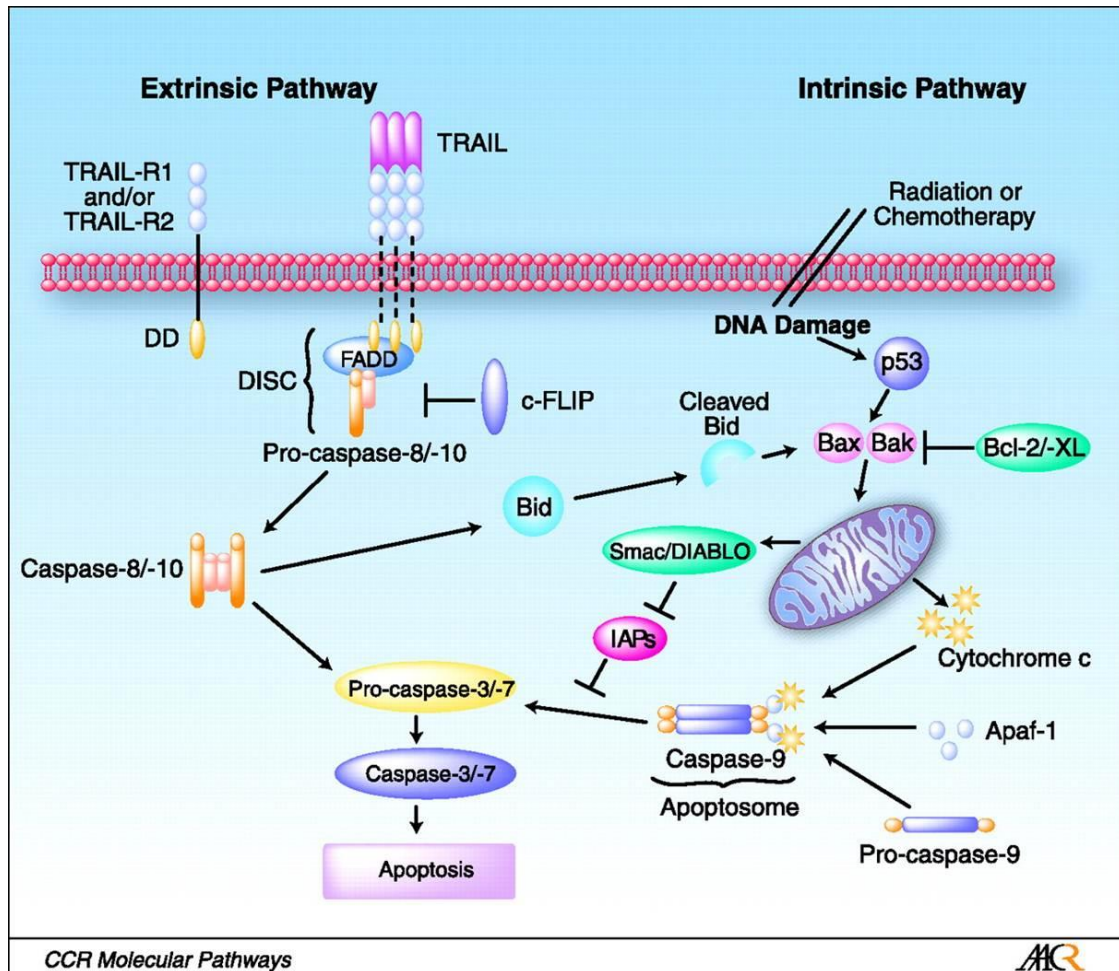 Extrinsic Pathway
Intrinsic Pathway
TRAIL
TRAIL-R1
and/or
TRAIL-R2
Radiation or
Chemotherapy
DD
DNA Damage
p53
FADD
DISC
c-FLIP
Cleaved
Bid
Bax
Bak
Bcl-2/-XL
Pro-caspase-8/-10
Bid
Smac/DIABLO
Caspase-8/-10
IAPs
Cytochrome c
Pro-caspase-3/-7
Apaf-1
Caspase-9
Caspase-3/-7
Apoptosome
Pro-caspase-9
Apoptosis
CCR Molecular Pathways
AACR